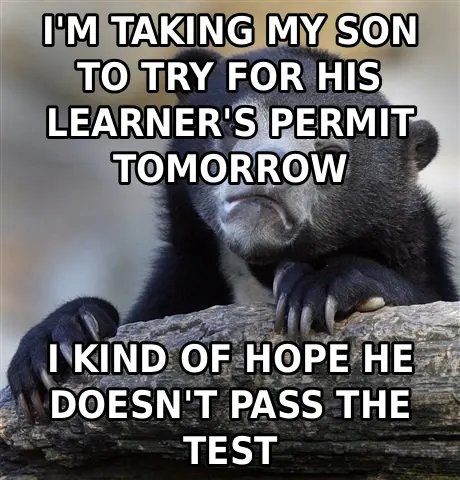 I'M TAKING MY SON
TO TRY FOR HIS
LEARNER'S PERMIT
TOMORROW
I KIND OF HOPE HE
DOESN'T PASS THE
TEST